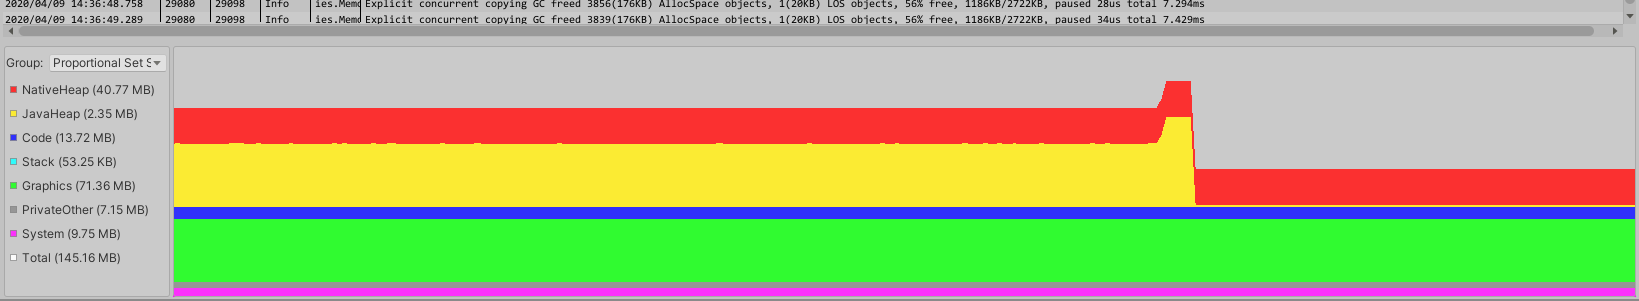 2020/04/09 14:36:48.758 29080 29098 Info ies.Mem Explicit concurrent copying GC freed 3856(176KB) AllocSpace objects, 1(20KB) LOS objects, 56% free, 1186KB/2722KB, paused 28us total 7.294ms
2020/04/09 14:36:49.289 29080 29098 Info ies.Mem Explicit concurrent copying GC freed 3839(176KB) AllocSpace objects, 1(20KB) LOS objects, 56% free, 1186KB/2722KB, paused 34us total 7.429ms
Group: Proportional Set S
NativeHeap (40.77 MB)
JavaHeap (2.35 MB)
Code (13.72 MB)
Stack (53.25 KB)
Graphics (71.36 MB)
PrivateOther (7.15 MB)
System (9.75 MB)
Total (145.16 MB)